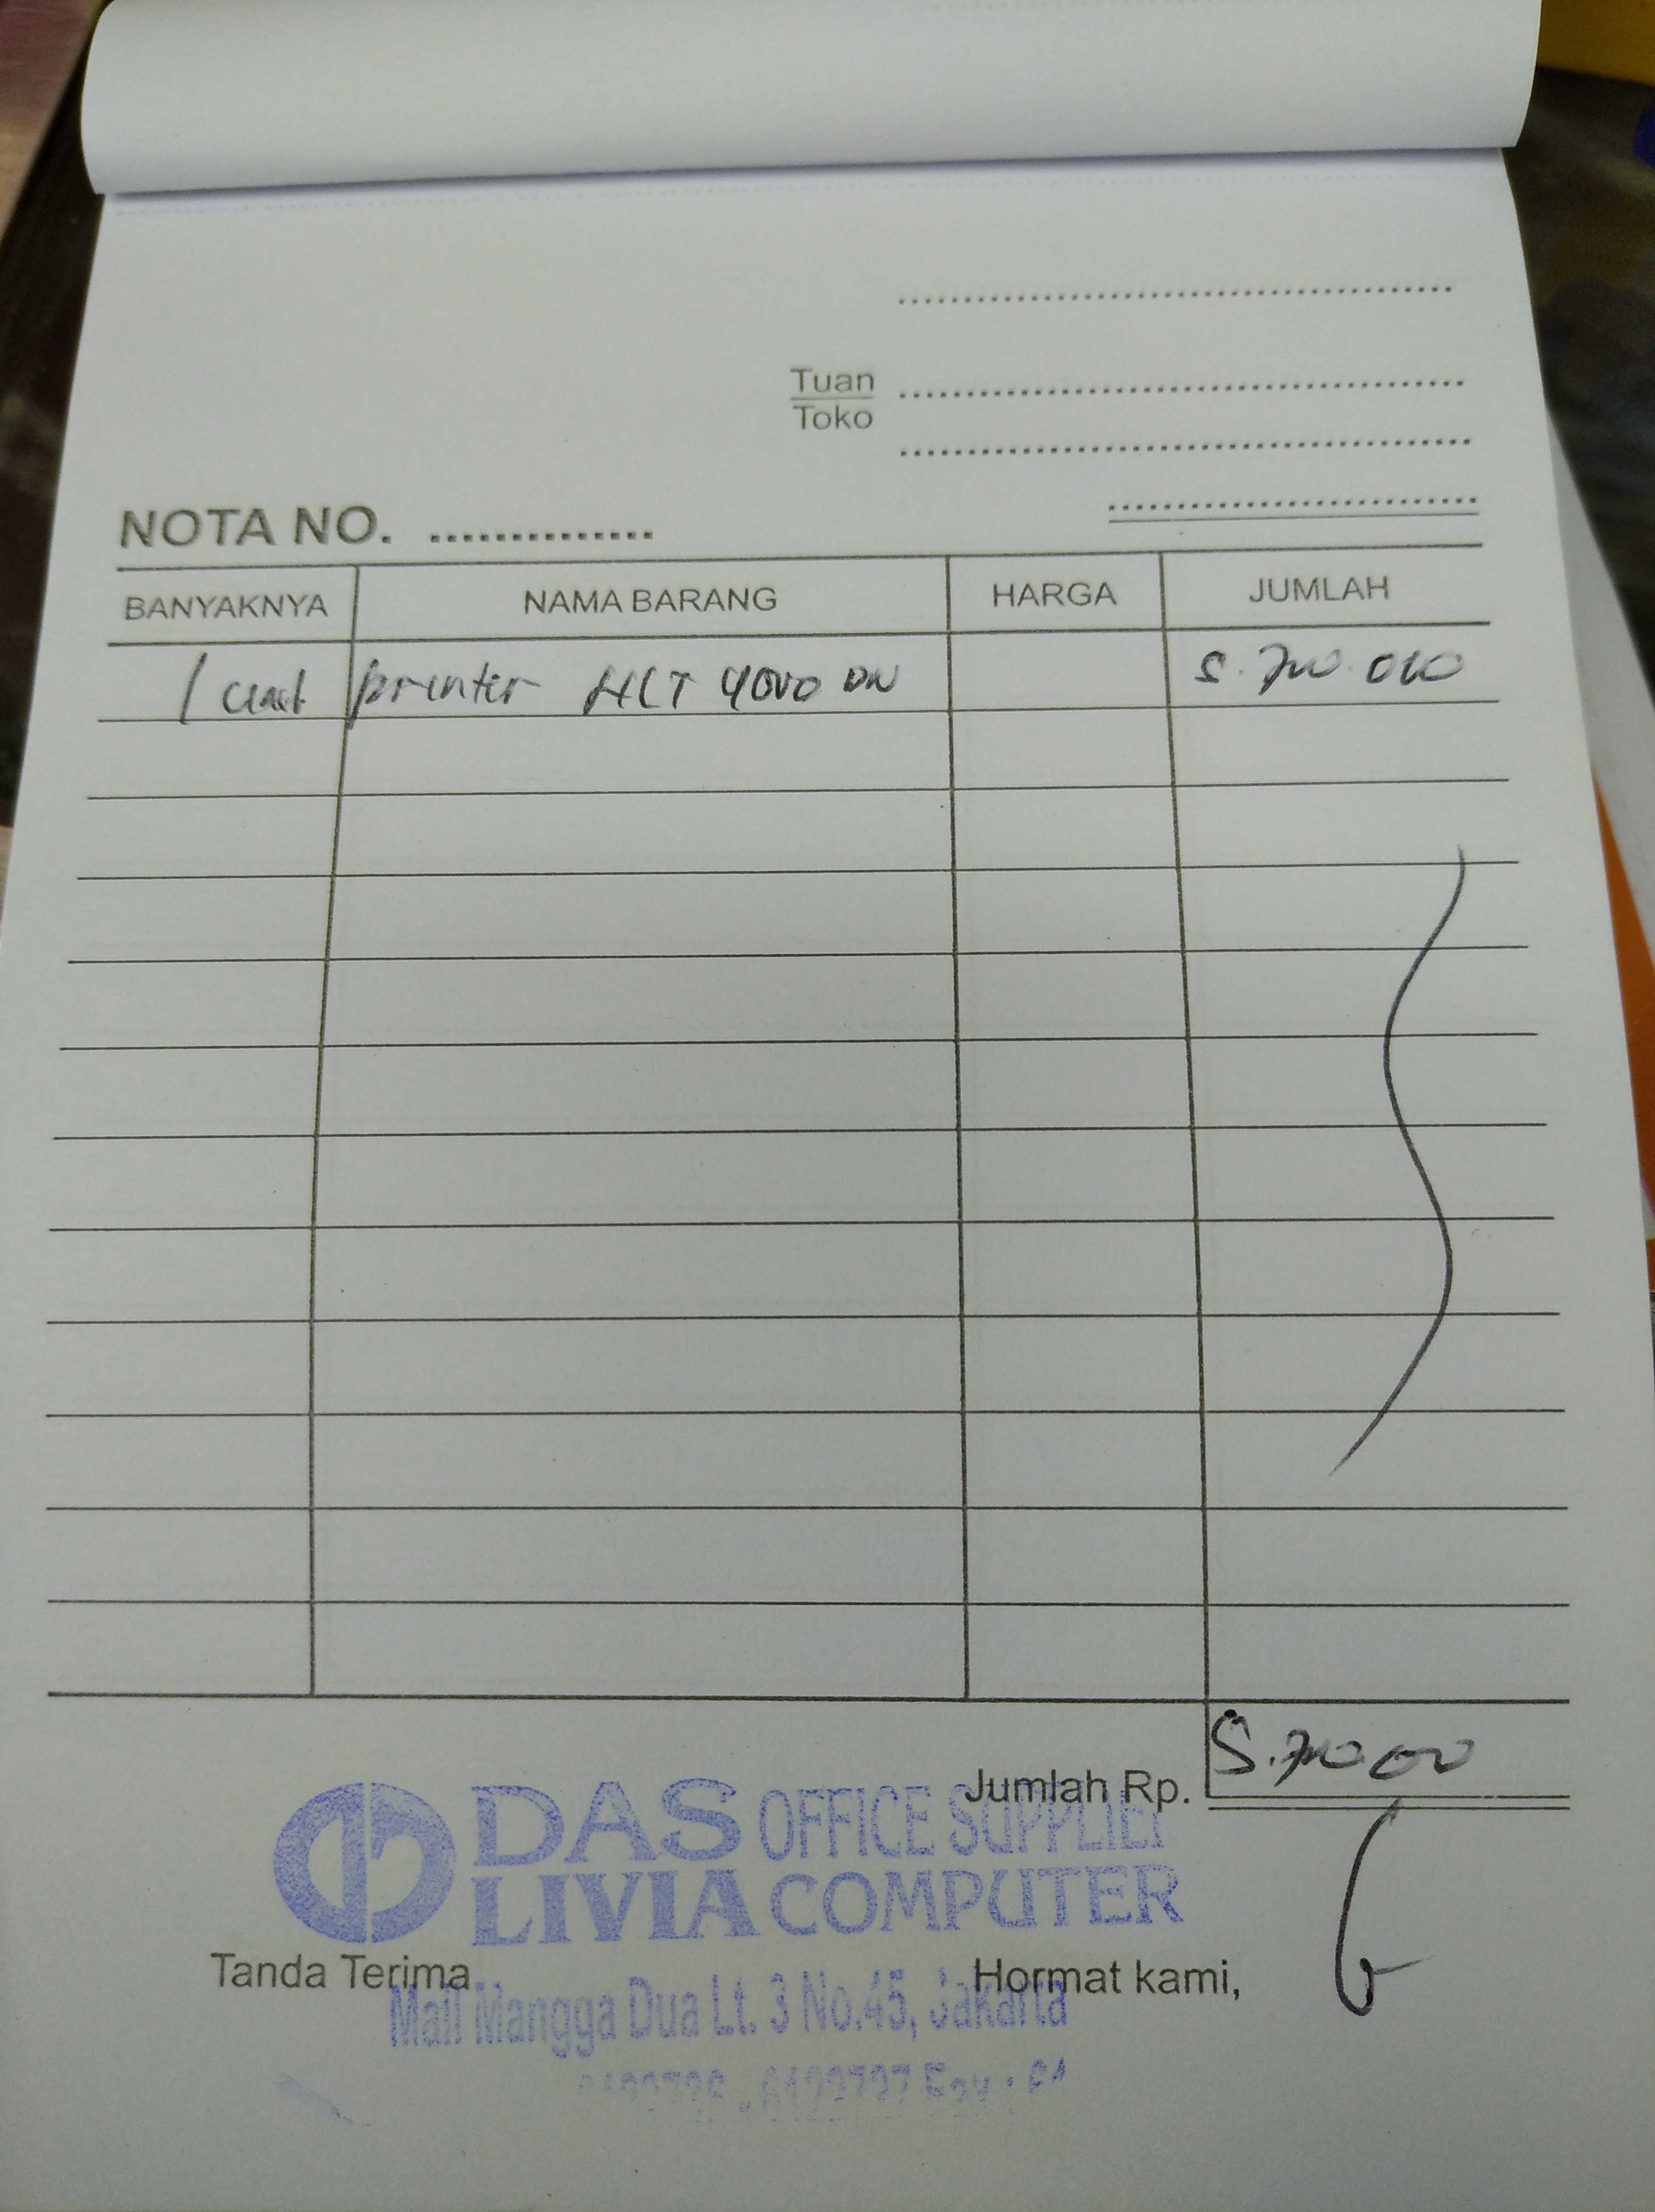 Tuan
Toko
NOTA NO.
BANYAKNYA NAMA BARANG HARGA JUMLAH
1 unit printer HLT 4000 DN 5.700.000
Jumlah Rp. 5.700.00
DAS OFFICE SUPPLIER
LIVIA COMPUTER
Tanda Terima Hormat kami,
Mall Mangga Dua Lt. 3 No.45, Jakarta